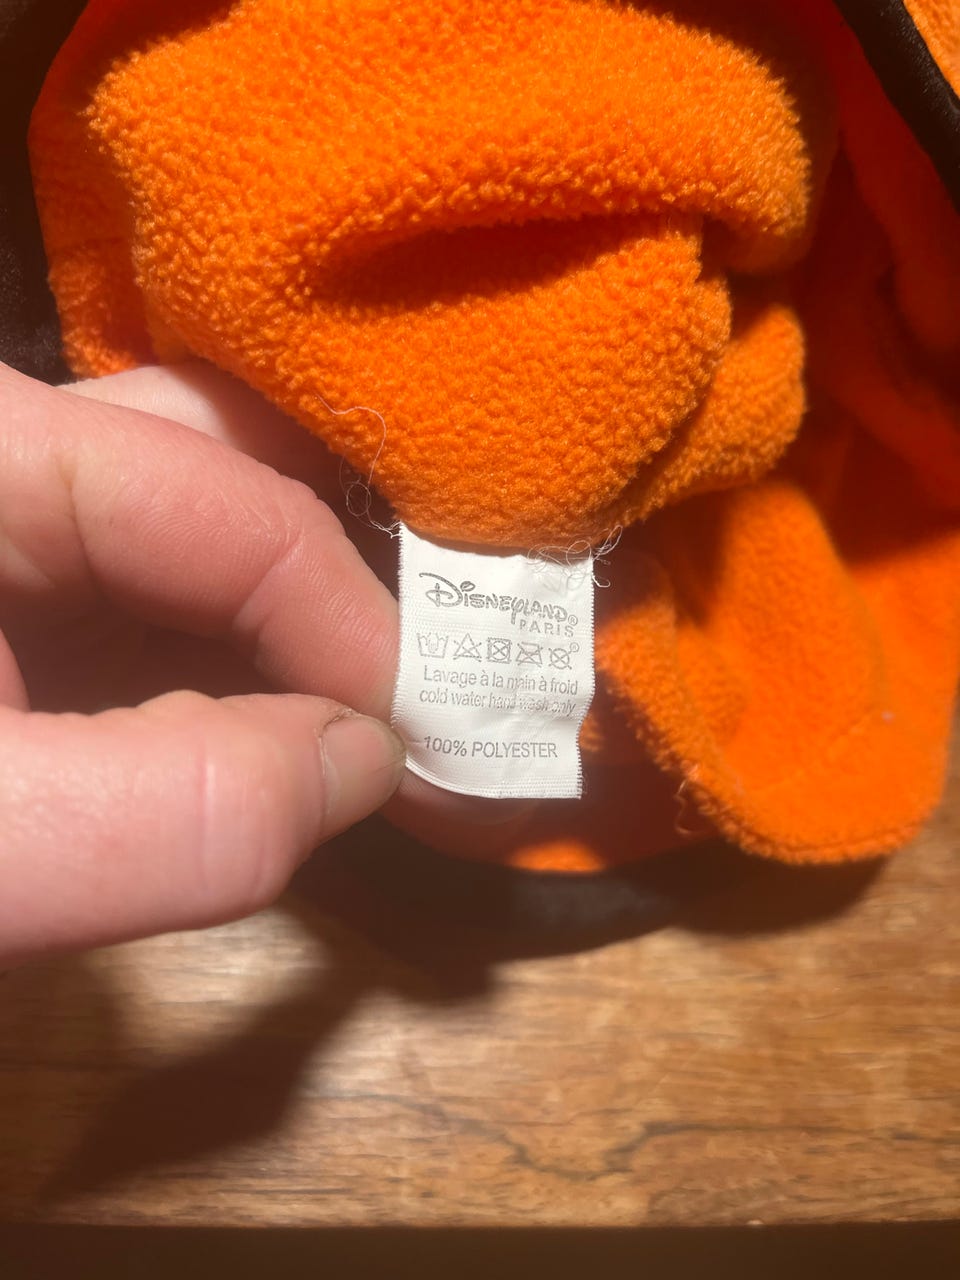 DISNEYLAND®
PARIS
Lavage à la main à froid
cold water hand wash only
100% POLYESTER